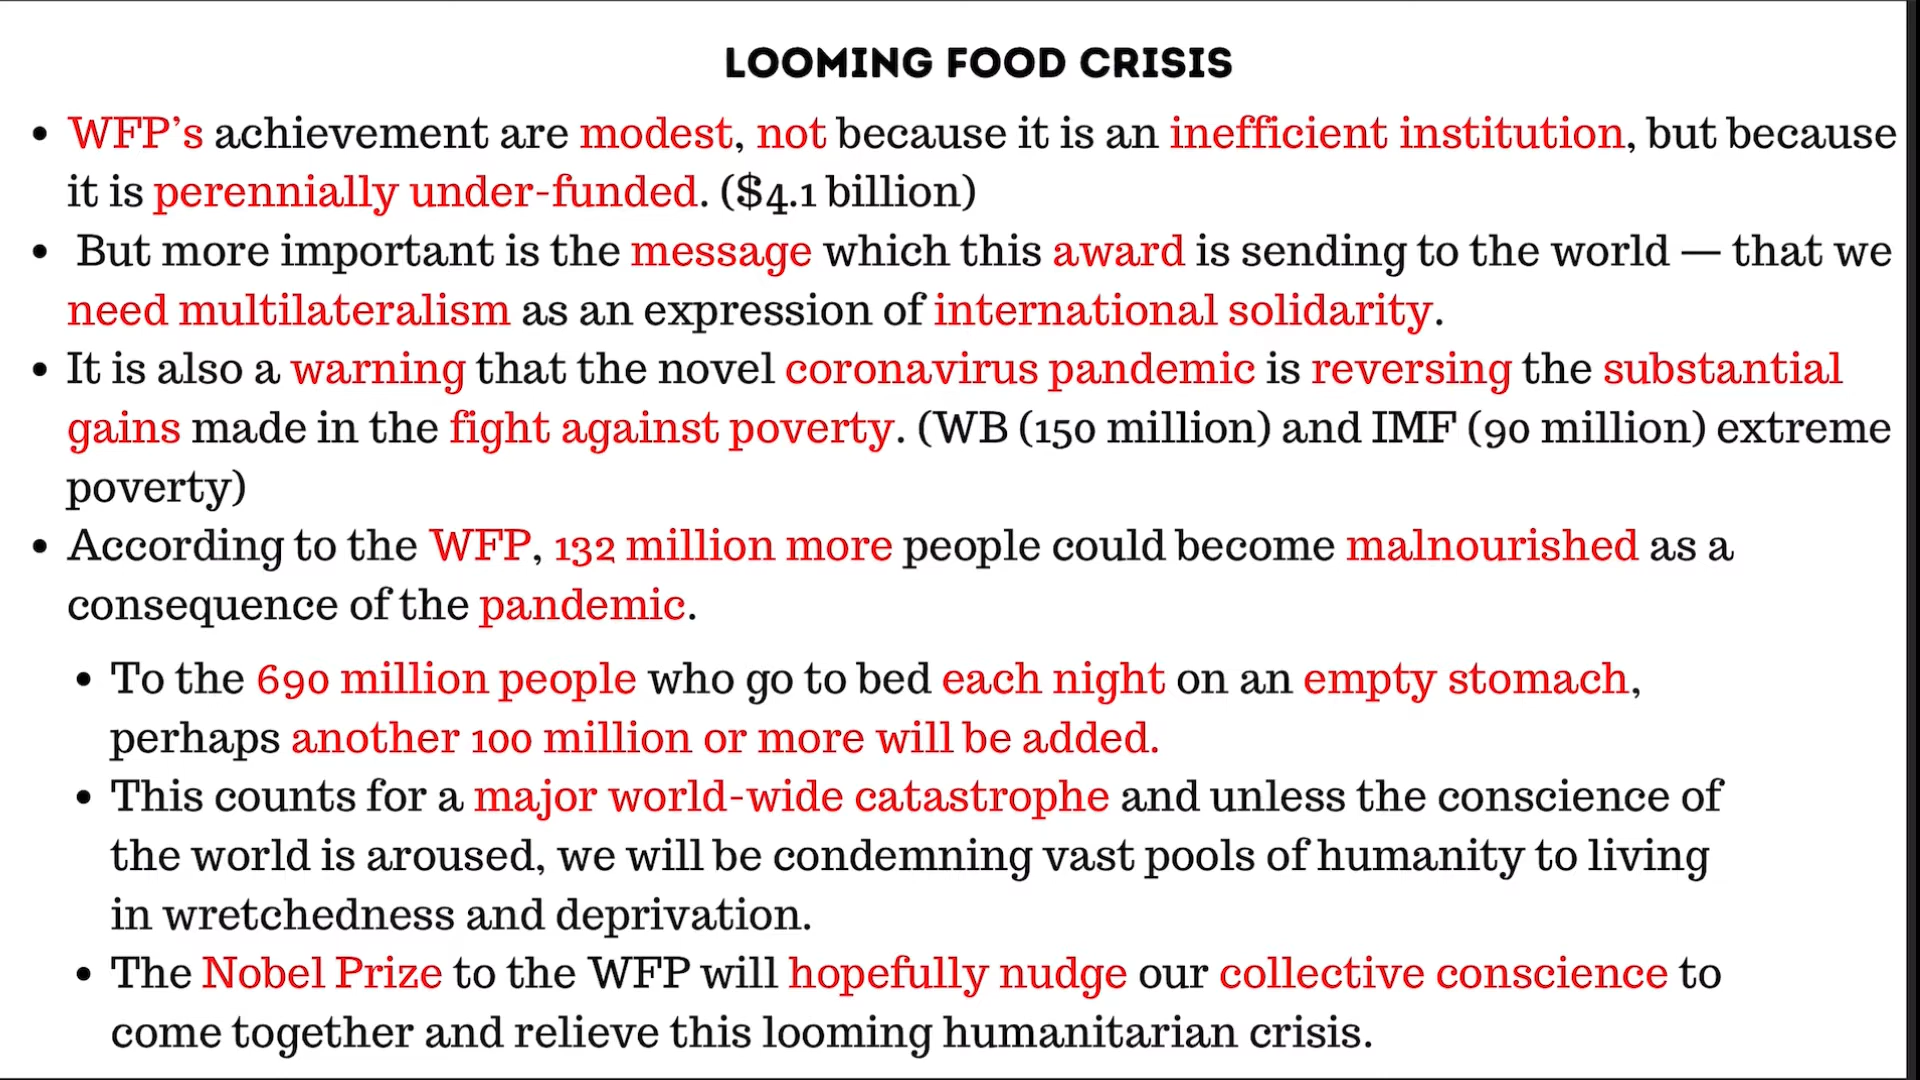 LOOMING FOOD CRISIS
• WFP's achievement are modest, not because it is an inefficient institution, but because
it is perennially under-funded. ($4.1 billion)
• But more important is the message which this award is sending to the world — that we
need multilateralism as an expression of international solidarity.
• It is also a warning that the novel coronavirus pandemic is reversing the substantial
gains made in the fight against poverty. (WB (150 million) and IMF (90 million) extreme
poverty)
• According to the WFP, 132 million more people could become malnourished as a
consequence of the pandemic.
• To the 690 million people who go to bed each night on an empty stomach,
perhaps another 100 million or more will be added.
• This counts for a major world-wide catastrophe and unless the conscience of
the world is aroused, we will be condemning vast pools of humanity to living
in wretchedness and deprivation.
• The Nobel Prize to the WFP will hopefully nudge our collective conscience to
come together and relieve this looming humanitarian crisis.